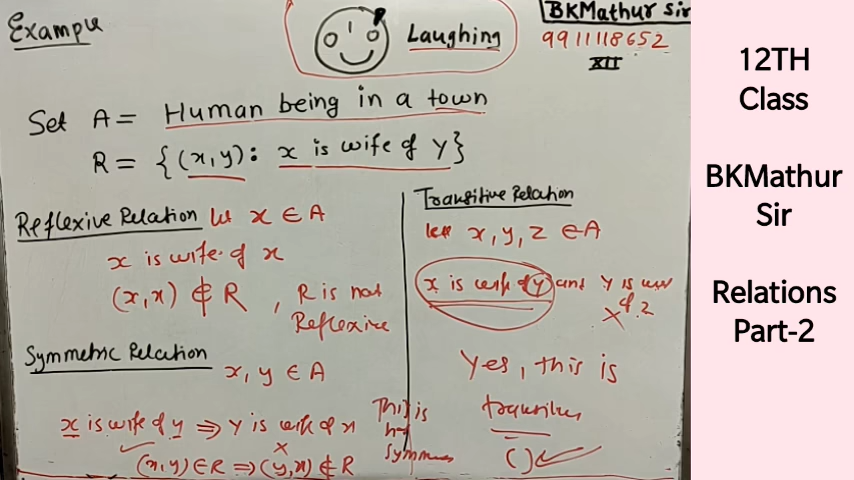 Example
Laughing
BKMathur Sir
9911118652
XII
Set A = Human being in a town
R = {(x,y): x is wife of y}
Reflexive Relation let x ∈ A
x is wife of x
(x,x) ∉ R, R is not
Reflexive
Symmetric Relation
x, y ∈ A
x is wife of y ⇒ y is wife of x
(x,y) ∈ R ⇒ (y,x) ∉ R
This is
not
Symmetric
Transitive Relation
let x, y, z ∈ A
x is wife of y and y is wife
of z
Yes, this is
transitive
( )
12TH
Class
BKMathur
Sir
Relations
Part-2